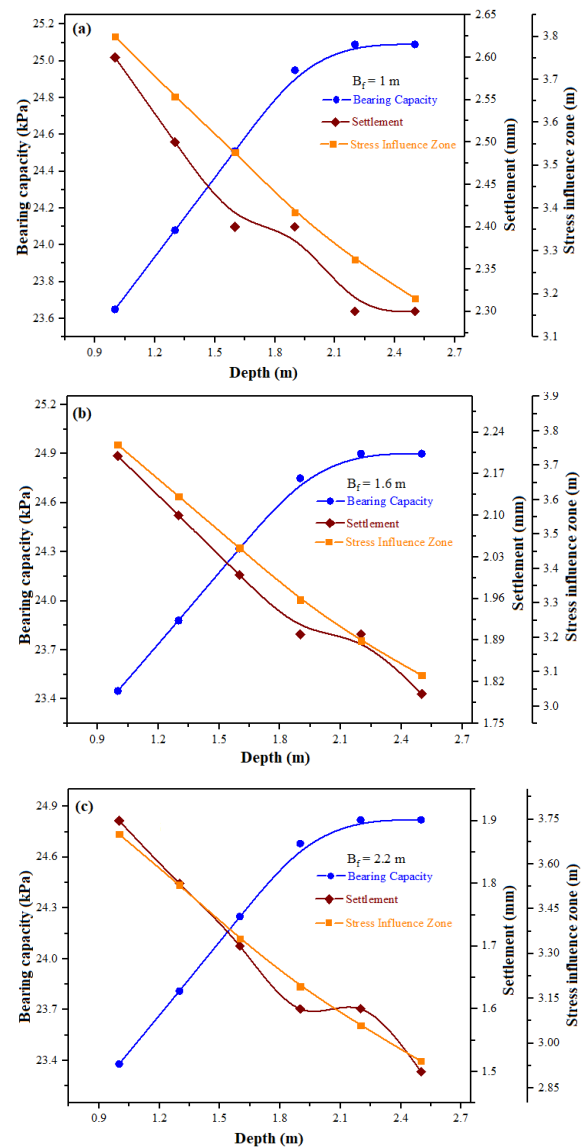 (a)
Bearing capacity (kPa)
25.2
25.0
24.8
24.6
24.4
24.2
24.0
23.8
23.6
B_f = 1 m
Bearing Capacity
Settlement
Stress Influence Zone
2.65
2.60
2.55
2.50
2.45
2.40
2.35
2.30
Settlement (mm)
3.8
3.7
3.6
3.5
3.4
3.3
3.2
3.1
Stress influence zone (m)
0.9 1.2 1.5 1.8 2.1 2.4 2.7
Depth (m)
(b)
Bearing capacity (kPa)
25.2
24.9
24.6
24.3
24.0
23.7
23.4
B_f = 1.6 m
Bearing Capacity
Settlement
Stress Influence Zone
2.24
2.17
2.10
2.03
1.96
1.89
1.82
1.75
Settlement (mm)
3.9
3.8
3.7
3.6
3.5
3.4
3.3
3.2
3.1
3.0
Stress influence zone (m)
0.9 1.2 1.5 1.8 2.1 2.4 2.7
Depth (m)
(c)
Bearing capacity (kPa)
24.9
24.6
24.3
24.0
23.7
23.4
B_f = 2.2 m
Bearing Capacity
Settlement
Stress Influence Zone
1.9
1.8
1.7
1.6
1.5
Settlement (mm)
3.75
3.60
3.45
3.30
3.15
3.00
2.85
Stress influence zone (m)
0.9 1.2 1.5 1.8 2.1 2.4 2.7
Depth (m)